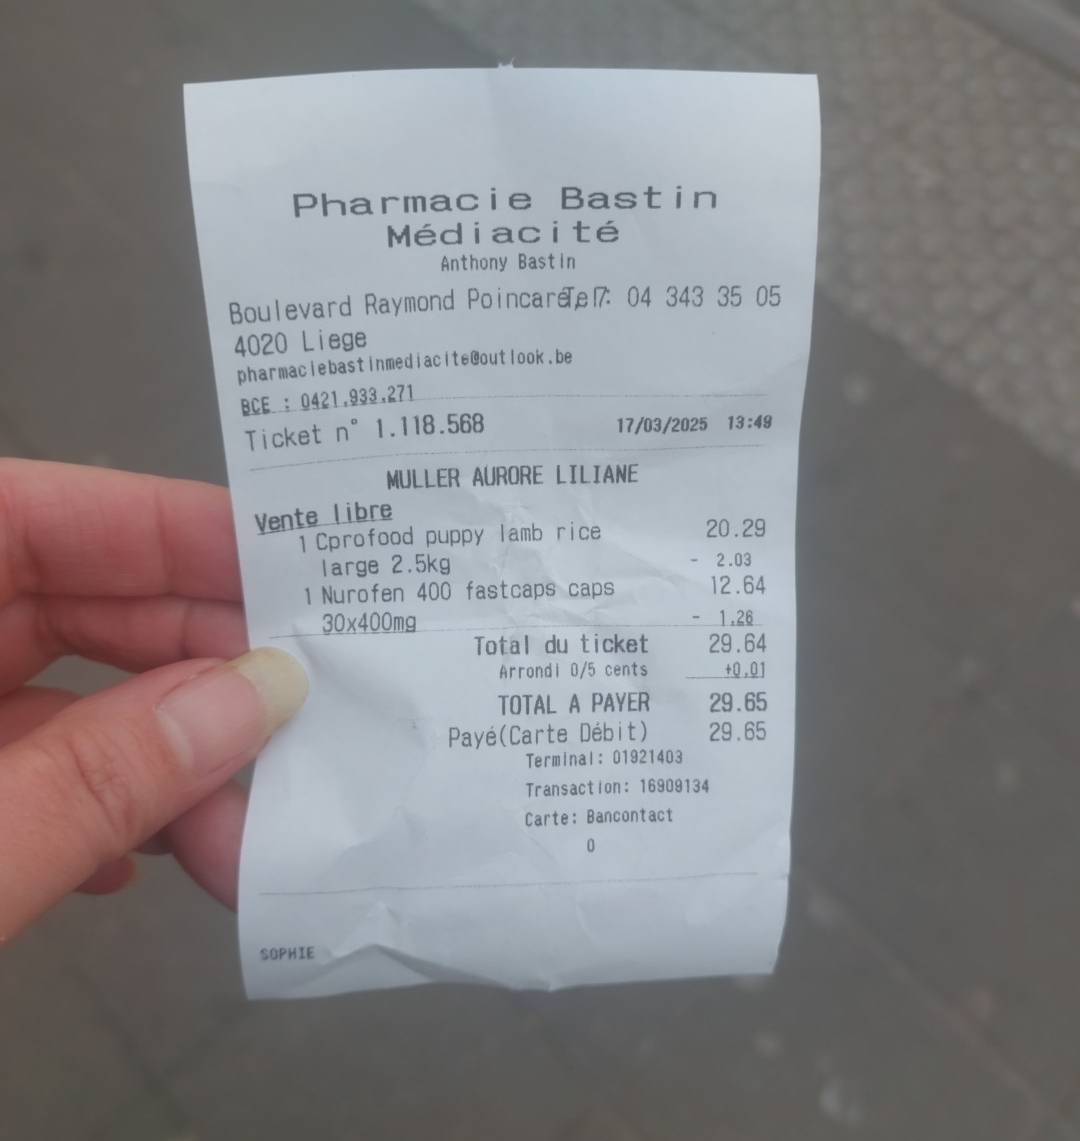 Pharmacie Bastin
Médiacité
Anthony Bastin
Boulevard Raymond Poincaré, 7 Tel : 04 343 35 05
4020 Liege
pharmaciebastinmediacite@outlook.be
BCE : 0421.933.271
Ticket n° 1.118.568 17/03/2025 13:49
MULLER AURORE LILIANE
Vente libre
1 Cprofood puppy lamb rice 20.29
large 2.5kg - 2.03
1 Nurofen 400 fastcaps caps 12.64
30x400mg - 1.26
Total du ticket 29.64
Arrondi 0/5 cents +0.01
TOTAL A PAYER 29.65
Payé(Carte Débit) 29.65
Terminal: 01921403
Transaction: 16909134
Carte: Bancontact
0
SOPHIE